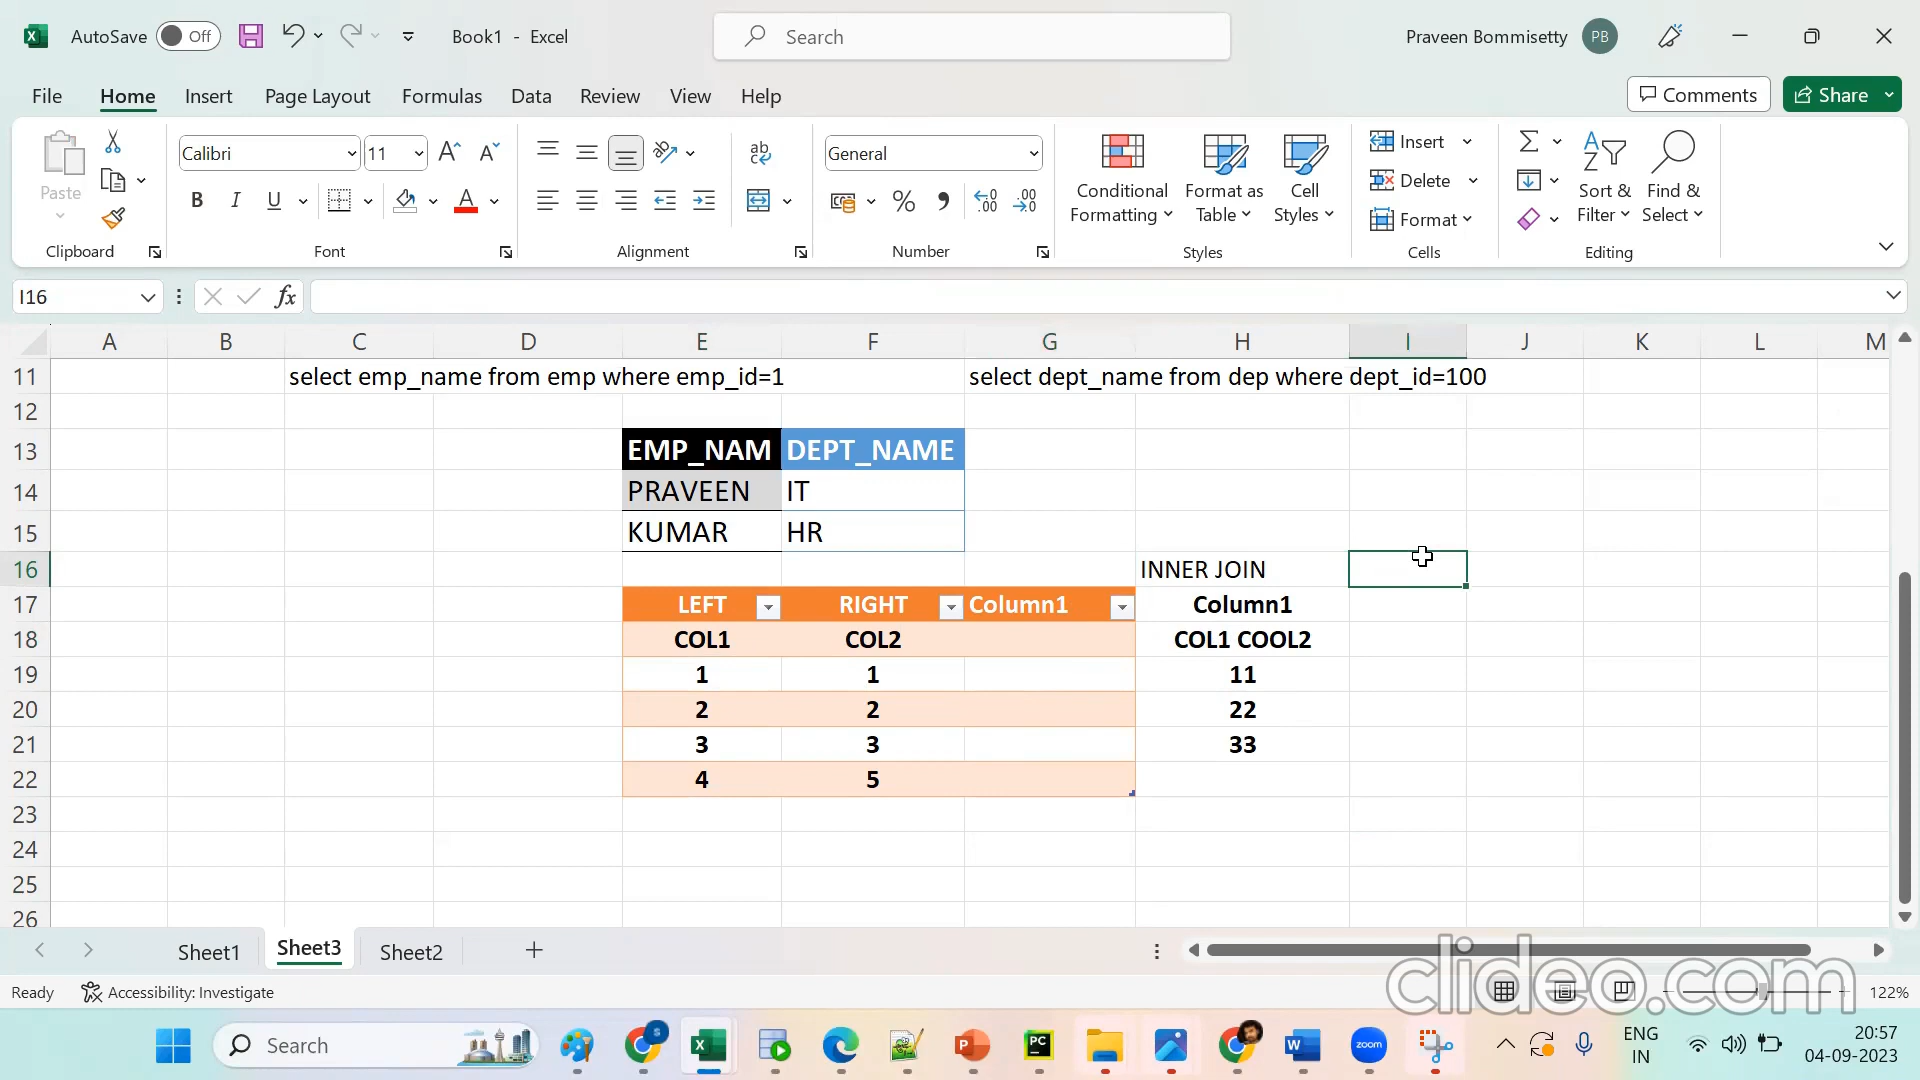 AutoSave Off Book1 - Excel Search Praveen Bommisetty PB
File Home Insert Page Layout Formulas Data Review View Help Comments Share
Paste Calibri 11 A^ Aˇ B I U A ab General % , Conditional Formatting Format as Table Cell Styles Insert Delete Format Sort & Filter Find & Select
Clipboard Font Alignment Number Styles Cells Editing
I16 fx
A B C D E F G H I J K L M
11 select emp_name from emp where emp_id=1 select dept_name from dep where dept_id=100
12
13 EMP_NAM DEPT_NAME
14 PRAVEEN IT
15 KUMAR HR
16 INNER JOIN
17 LEFT RIGHT Column1 Column1
18 COL1 COL2 COL1 COOL2
19 1 1 11
20 2 2 22
21 3 3 33
22 4 5
23
24
25
26
Sheet1 Sheet3 Sheet2 +
Ready Accessibility: Investigate 122%
clideo.com
Search PC W zoom ENG IN 20:57 04-09-2023